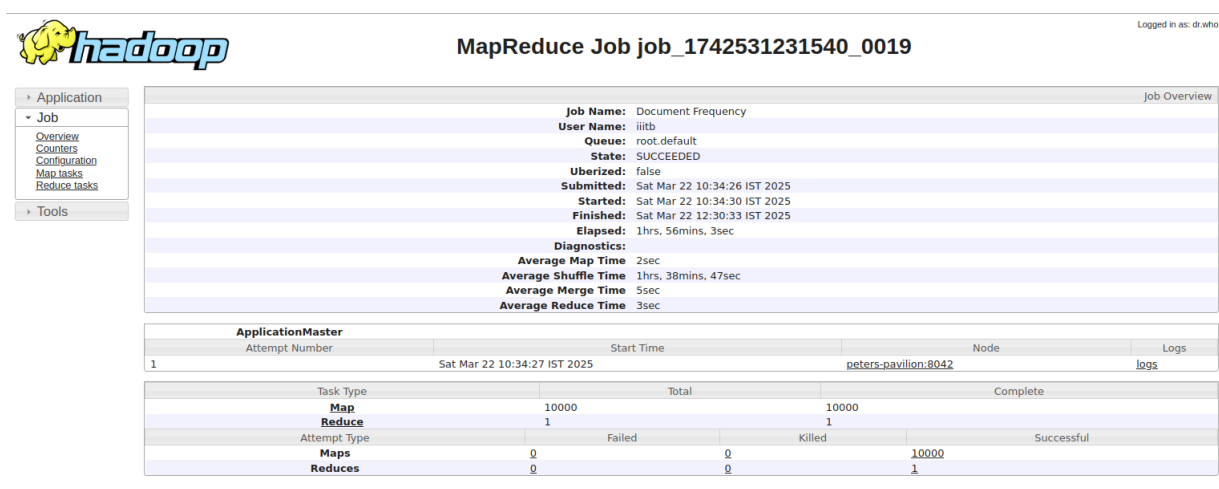 Logged in as: dr.who
hadoop
MapReduce Job job_1742531231540_0019
Application
Job
Overview
Counters
Configuration
Map tasks
Reduce tasks
Tools
Job Overview
Job Name: Document Frequency
User Name: iiitb
Queue: root.default
State: SUCCEEDED
Uberized: false
Submitted: Sat Mar 22 10:34:26 IST 2025
Started: Sat Mar 22 10:34:30 IST 2025
Finished: Sat Mar 22 12:30:33 IST 2025
Elapsed: 1hrs, 56mins, 3sec
Diagnostics:
Average Map Time 2sec
Average Shuffle Time 1hrs, 38mins, 47sec
Average Merge Time 5sec
Average Reduce Time 3sec
ApplicationMaster
Attempt Number Start Time Node Logs
1 Sat Mar 22 10:34:27 IST 2025 peters-pavilion:8042 logs
Task Type Total Complete
Map 10000 10000
Reduce 1 1
Attempt Type Failed Killed Successful
Maps 0 0 10000
Reduces 0 0 1